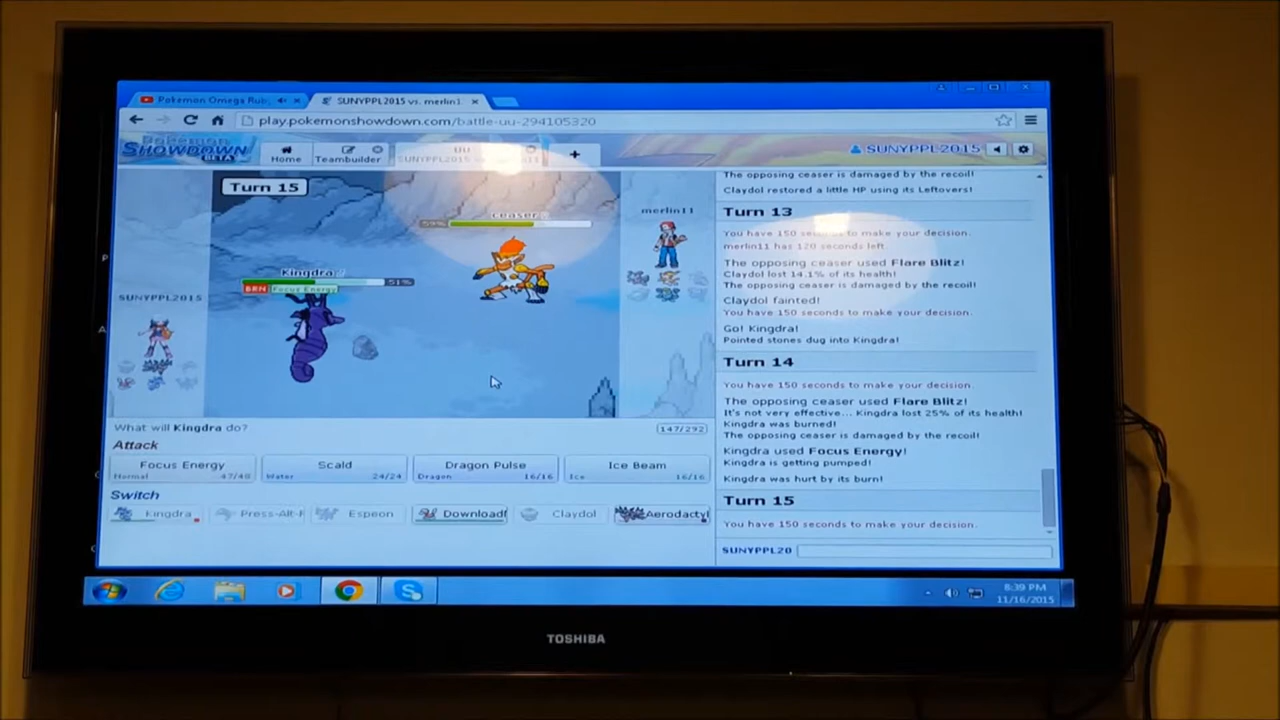 Pokemon Omega Rub
SUNYPPL2015 vs. merlin1
play.pokemonshowdown.com/battle-uu-294105320
Pokémon
SHOWDOWN
BETA
Home
Teambuilder
UU
SUNYPPL2015
SUNYPPL2015
Turn 15
ceaser
59%
Kingdra
51%
BRN Focus Energy
SUNYPPL2015
merlin11
What will Kingdra do?
147/292
Attack
Focus Energy
Normal 47/48
Scald
Water 24/24
Dragon Pulse
Dragon 16/16
Ice Beam
Ice 16/16
Switch
Kingdra
Espeon
Claydol
Aerodactyl
The opposing ceaser is damaged by the recoil!
Claydol restored a little HP using its Leftovers!
Turn 13
You have 150 seconds to make your decision.
merlin11 has 120 seconds left.
The opposing ceaser used Flare Blitz!
Claydol lost 14.1% of its health!
The opposing ceaser is damaged by the recoil!
Claydol fainted!
You have 150 seconds to make your decision.
Go! Kingdra!
Pointed stones dug into Kingdra!
Turn 14
You have 150 seconds to make your decision.
The opposing ceaser used Flare Blitz!
It's not very effective... Kingdra lost 25% of its health!
Kingdra was burned!
The opposing ceaser is damaged by the recoil!
Kingdra used Focus Energy!
Kingdra is getting pumped!
Kingdra was hurt by its burn!
Turn 15
You have 150 seconds to make your decision.
SUNYPPL20
6:39 PM
11/16/2015
TOSHIBA